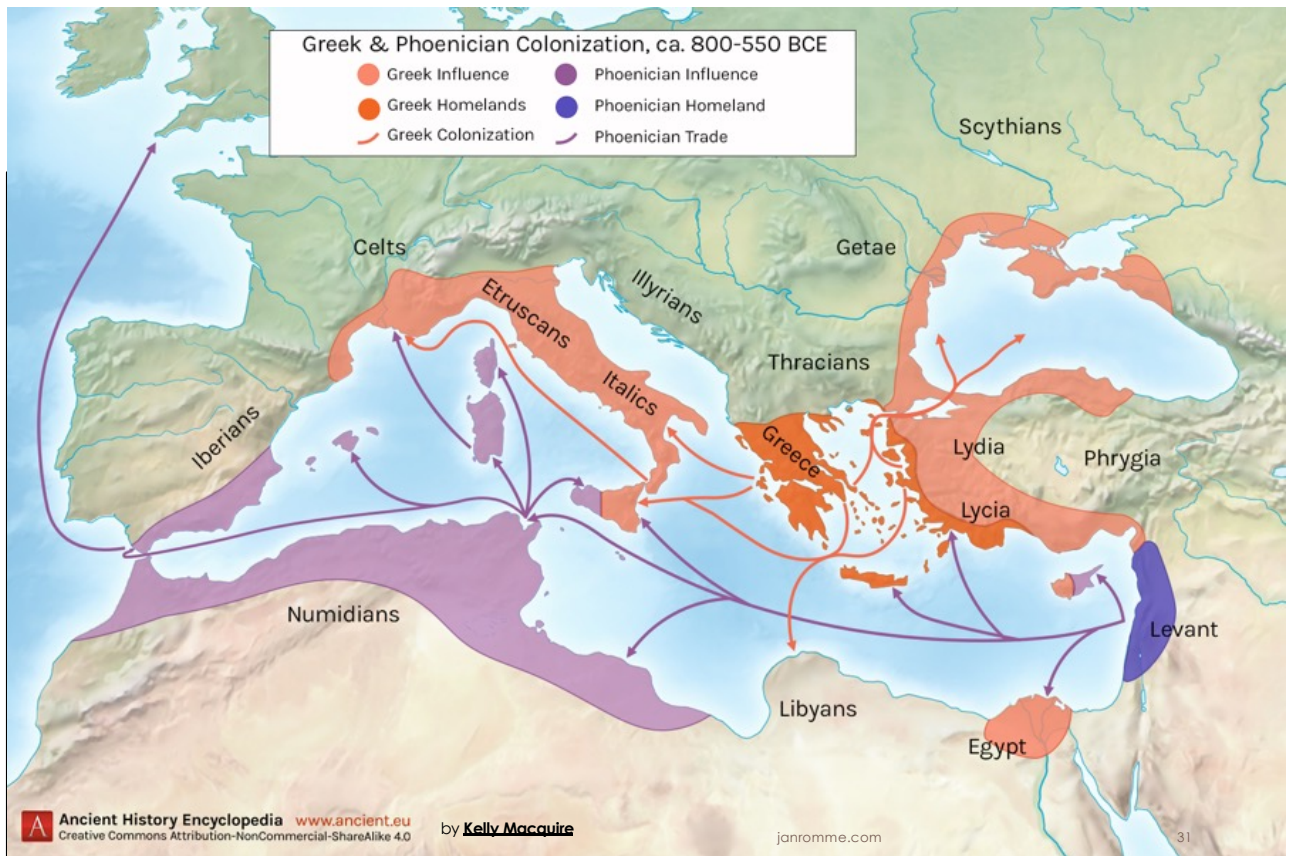 Greek & Phoenician Colonization, ca. 800-550 BCE
Greek Influence
Phoenician Influence
Greek Homelands
Phoenician Homeland
Greek Colonization
Phoenician Trade
Scythians
Celts
Getae
Etruscans
Illyrians
Thracians
Italics
Iberians
Greece
Lydia
Phrygia
Lycia
Numidians
Levant
Libyans
Egypt
A
Ancient History Encyclopedia www.ancient.eu
Creative Commons Attribution-NonCommercial-ShareAlike 4.0
by Kelly Macquire
janromme.com
31